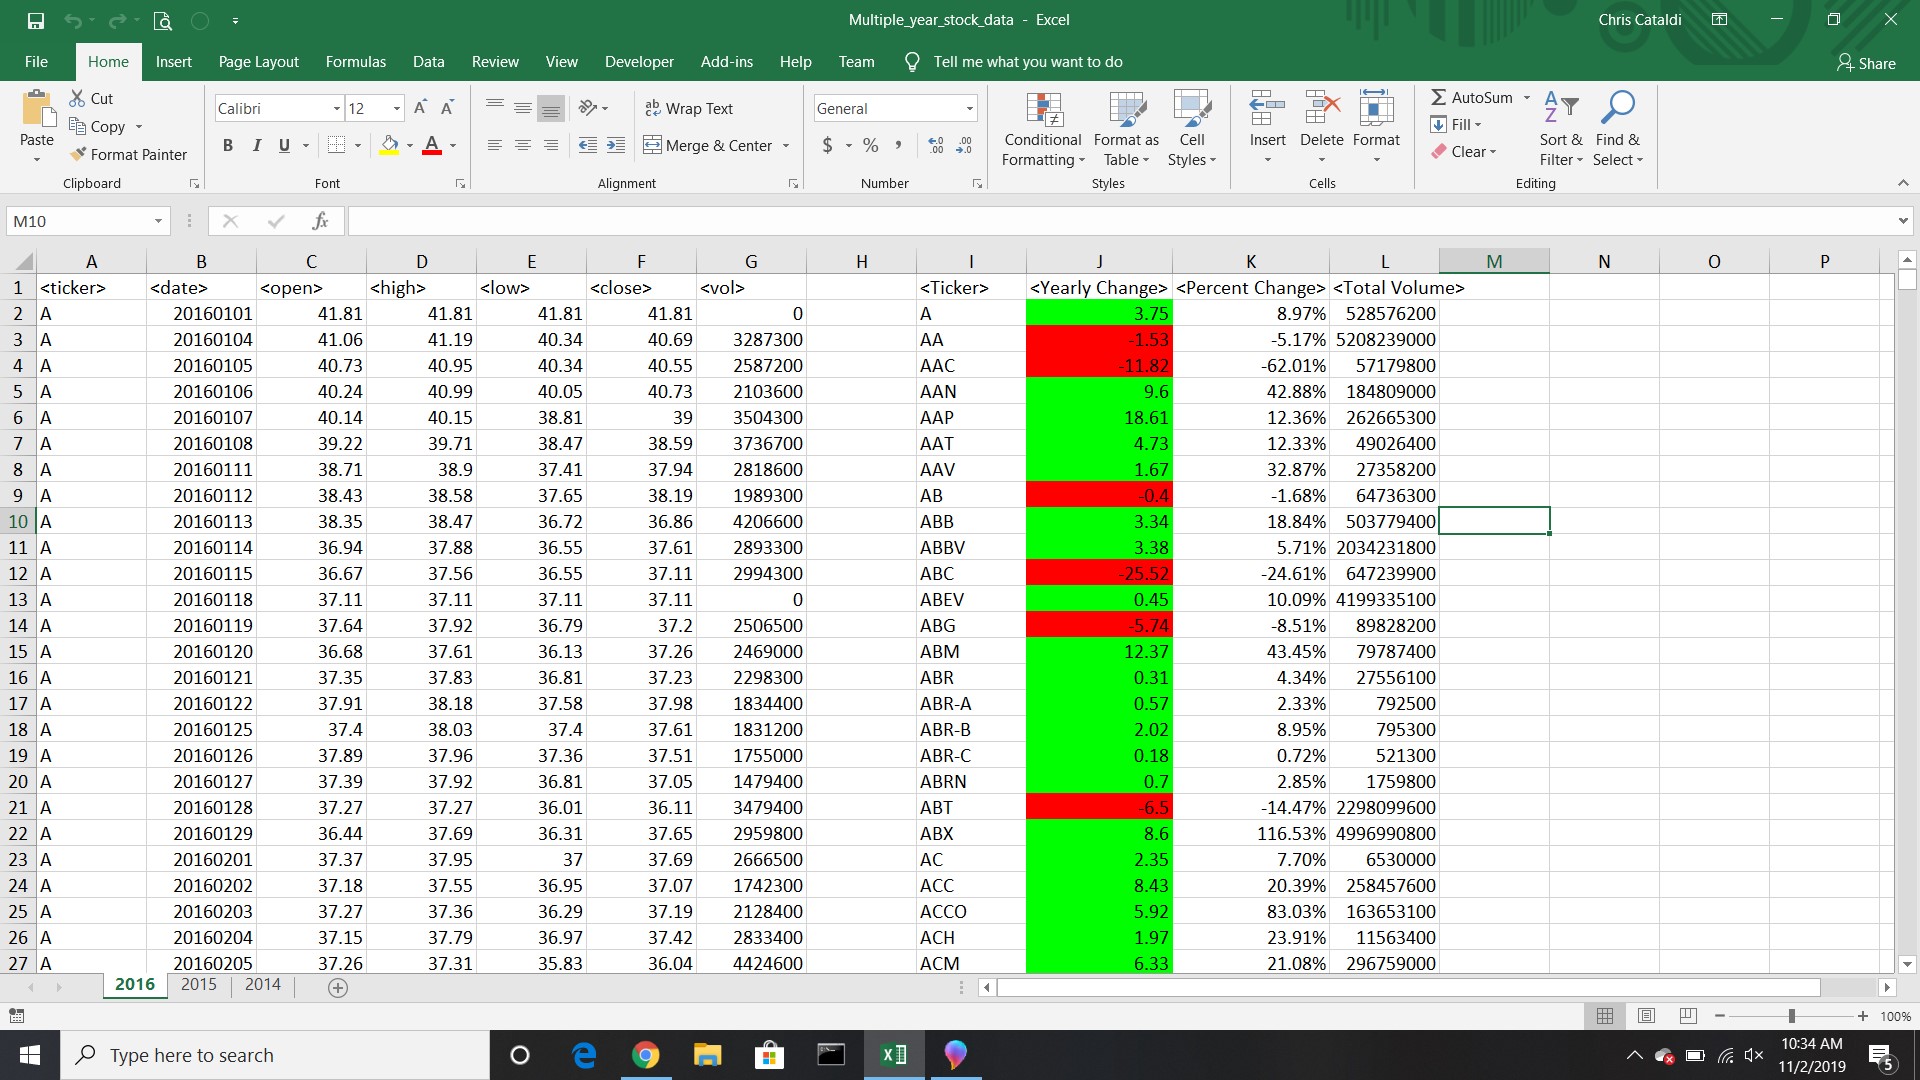 Multiple_year_stock_data - Excel
Chris Cataldi
File Home Insert Page Layout Formulas Data Review View Developer Add-ins Help Team Tell me what you want to do
Share
Paste
Cut
Copy
Format Painter
Clipboard
Calibri 12
B I U
Font
Wrap Text
Merge & Center
Alignment
General
$ % ,
Number
Conditional Formatting
Format as Table
Cell Styles
Styles
Insert Delete Format
Cells
AutoSum
Fill
Clear
Sort & Filter
Find & Select
Editing
M10
fx
A B C D E F G H I J K L M N O P
1 <ticker> <date> <open> <high> <low> <close> <vol> <Ticker> <Yearly Change> <Percent Change> <Total Volume>
2 A 20160101 41.81 41.81 41.81 41.81 0 A 3.75 8.97% 528576200
3 A 20160104 41.06 41.19 40.34 40.69 3287300 AA -1.53 -5.17% 5208239000
4 A 20160105 40.73 40.95 40.34 40.55 2587200 AAC -11.82 -62.01% 57179800
5 A 20160106 40.24 40.99 40.05 40.73 2103600 AAN 9.6 42.88% 184809000
6 A 20160107 40.14 40.15 38.81 39 3504300 AAP 18.61 12.36% 262665300
7 A 20160108 39.22 39.71 38.47 38.59 3736700 AAT 4.73 12.33% 49026400
8 A 20160111 38.71 38.9 37.41 37.94 2818600 AAV 1.67 32.87% 27358200
9 A 20160112 38.43 38.58 37.65 38.19 1989300 AB -0.4 -1.68% 64736300
10 A 20160113 38.35 38.47 36.72 36.86 4206600 ABB 3.34 18.84% 503779400
11 A 20160114 36.94 37.88 36.55 37.61 2893300 ABBV 3.38 5.71% 2034231800
12 A 20160115 36.67 37.56 36.55 37.11 2994300 ABC -25.52 -24.61% 647239900
13 A 20160118 37.11 37.11 37.11 37.11 0 ABEV 0.45 10.09% 4199335100
14 A 20160119 37.64 37.92 36.79 37.2 2506500 ABG -5.74 -8.51% 89828200
15 A 20160120 36.68 37.61 36.13 37.26 2469000 ABM 12.37 43.45% 79787400
16 A 20160121 37.35 37.83 36.81 37.23 2298300 ABR 0.31 4.34% 27556100
17 A 20160122 37.91 38.18 37.58 37.98 1834400 ABR-A 0.57 2.33% 792500
18 A 20160125 37.4 38.03 37.4 37.61 1831200 ABR-B 2.02 8.95% 795300
19 A 20160126 37.89 37.96 37.36 37.51 1755000 ABR-C 0.18 0.72% 521300
20 A 20160127 37.39 37.92 36.81 37.05 1479400 ABRN 0.7 2.85% 1759800
21 A 20160128 37.27 37.27 36.01 36.11 3479400 ABT -6.5 -14.47% 2298099600
22 A 20160129 36.44 37.69 36.31 37.65 2959800 ABX 8.6 116.53% 4996990800
23 A 20160201 37.37 37.95 37 37.69 2666500 AC 2.35 7.70% 6530000
24 A 20160202 37.18 37.55 36.95 37.07 1742300 ACC 8.43 20.39% 258457600
25 A 20160203 37.27 37.36 36.29 37.19 2128400 ACCO 5.92 83.03% 163653100
26 A 20160204 37.15 37.79 36.97 37.42 2833400 ACH 1.97 23.91% 11563400
27 A 20160205 37.26 37.31 35.83 36.04 4424600 ACM 6.33 21.08% 296759000
2016 2015 2014
100%
Type here to search
10:34 AM
11/2/2019
5